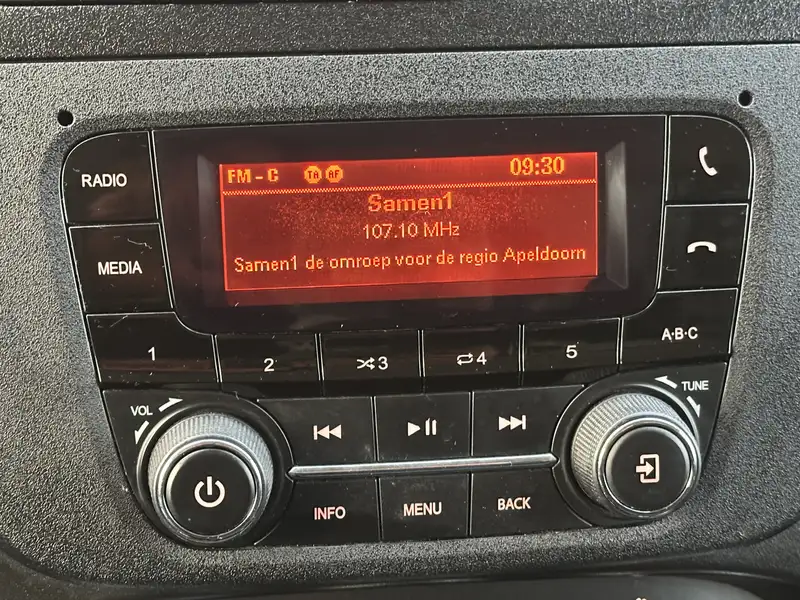 RADIO
FM-C TA AF 09:30
Samen1
107.10 MHz
Samen1 de omroep voor de regio Apeldoorn
MEDIA
1 2 3 4 5 A·B·C
VOL TUNE
INFO MENU BACK